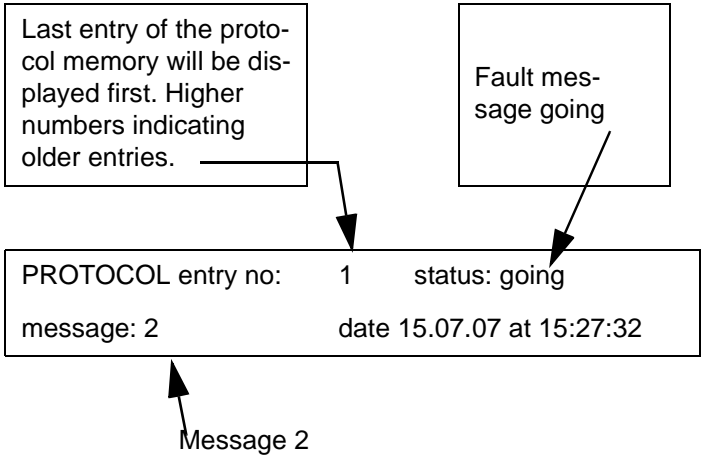 Last entry of the proto-
col memory will be dis-
played first. Higher
numbers indicating
older entries.
Fault mes-
sage going
PROTOCOL entry no: 1 status: going
message: 2 date 15.07.07 at 15:27:32
Message 2